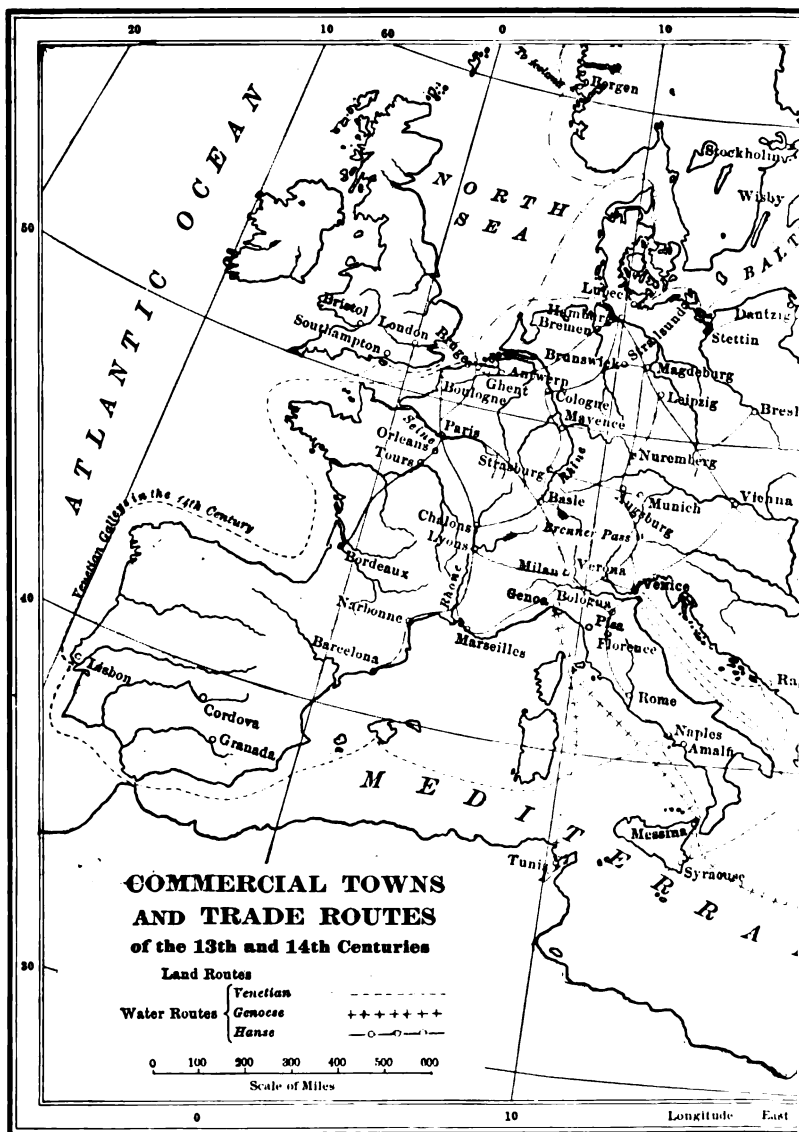 20
10
60
0
10
To Iceland
Bergen
Stockholm
Wisby
NORTH
SEA
ATLANTIC OCEAN
50
BALT
Lubeck
Hamburg
Bremen
Stralsund
Dantzig
Stettin
Bristol
London
Southampton
Bruges
Brunswick
Magdeburg
Antwerp
Ghent
Cologne
Leipzig
Boulogne
Mayence
Bresl
Seine
Paris
Orleans
Tours
Strasburg
Rhine
Nuremberg
Basle
Munich
Augsburg
Vienna
Venetian Galleys in the 14th Century
Chalons
Lyons
Brenner Pass
Bordeaux
Milan
Verona
Venice
Rhone
Genoa
Bologna
40
Narbonne
Pisa
Marseilles
Florence
Barcelona
Ra
Lisbon
Cordova
Rome
Granada
Naples
Amalfi
MEDITERRA
Messina
Tunis
Syracuse
COMMERCIAL TOWNS
AND TRADE ROUTES
of the 13th and 14th Centuries
30
Land Routes
Water Routes
Venetian
Genoese
Hanse
0 100 200 300 400 500 600
Scale of Miles
0
10
Longitude East